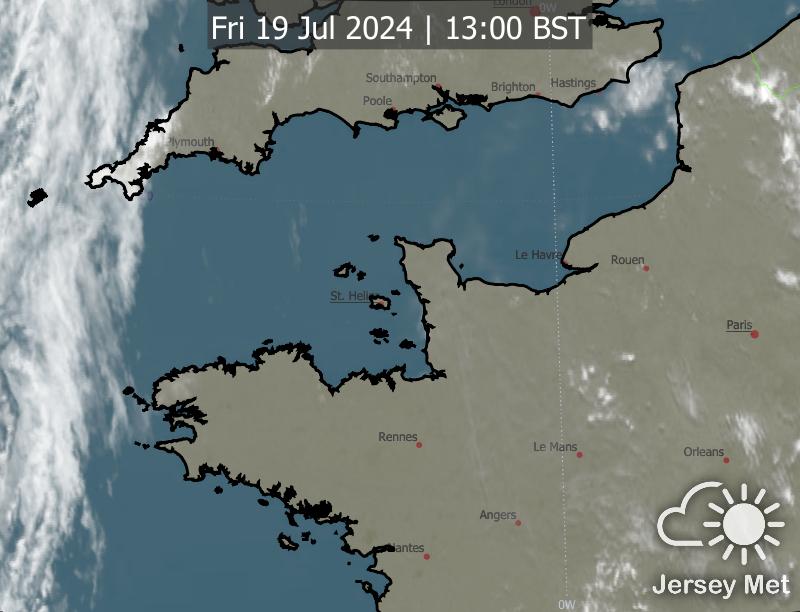 London
0W
Fri 19 Jul 2024 | 13:00 BST
Southampton
Brighton
Hastings
Poole
Plymouth
Le Havre
Rouen
St. Helier
Paris
Rennes
Le Mans
Orleans
Angers
Nantes
Jersey Met
0W